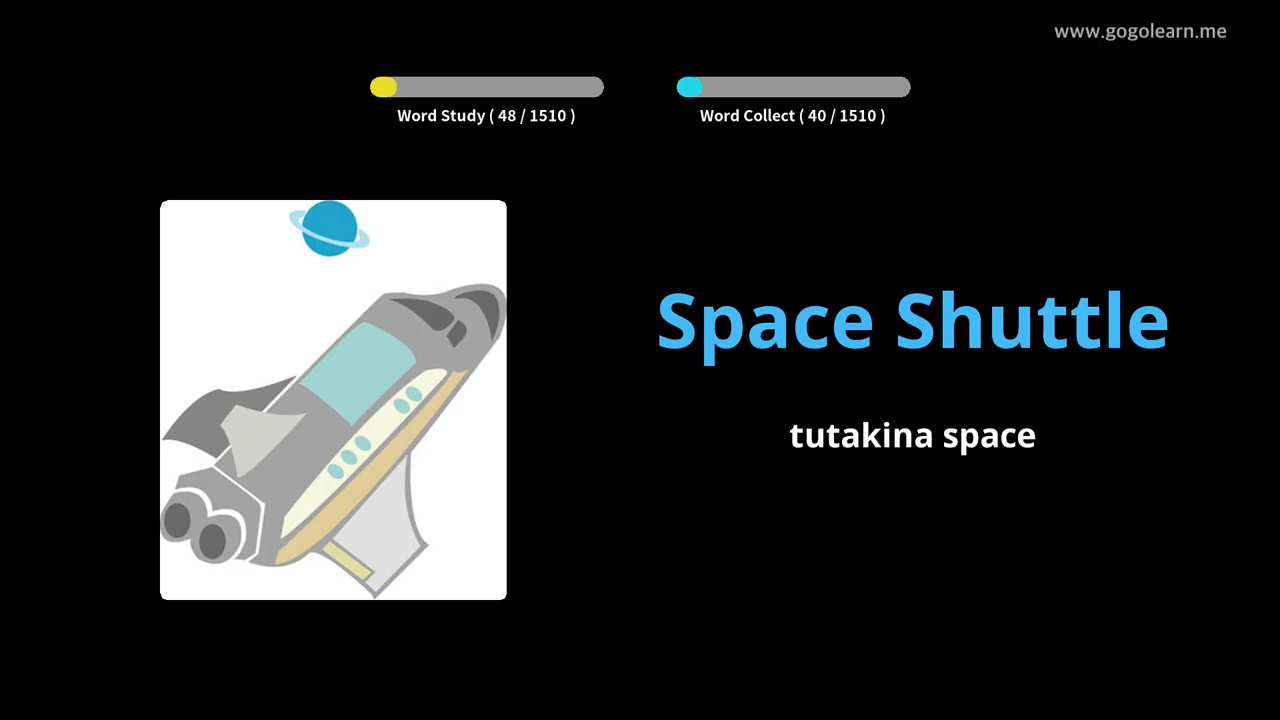 www.gogolearn.me
Word Study ( 48 / 1510 )
Word Collect ( 40 / 1510 )
Space Shuttle
tutakina space